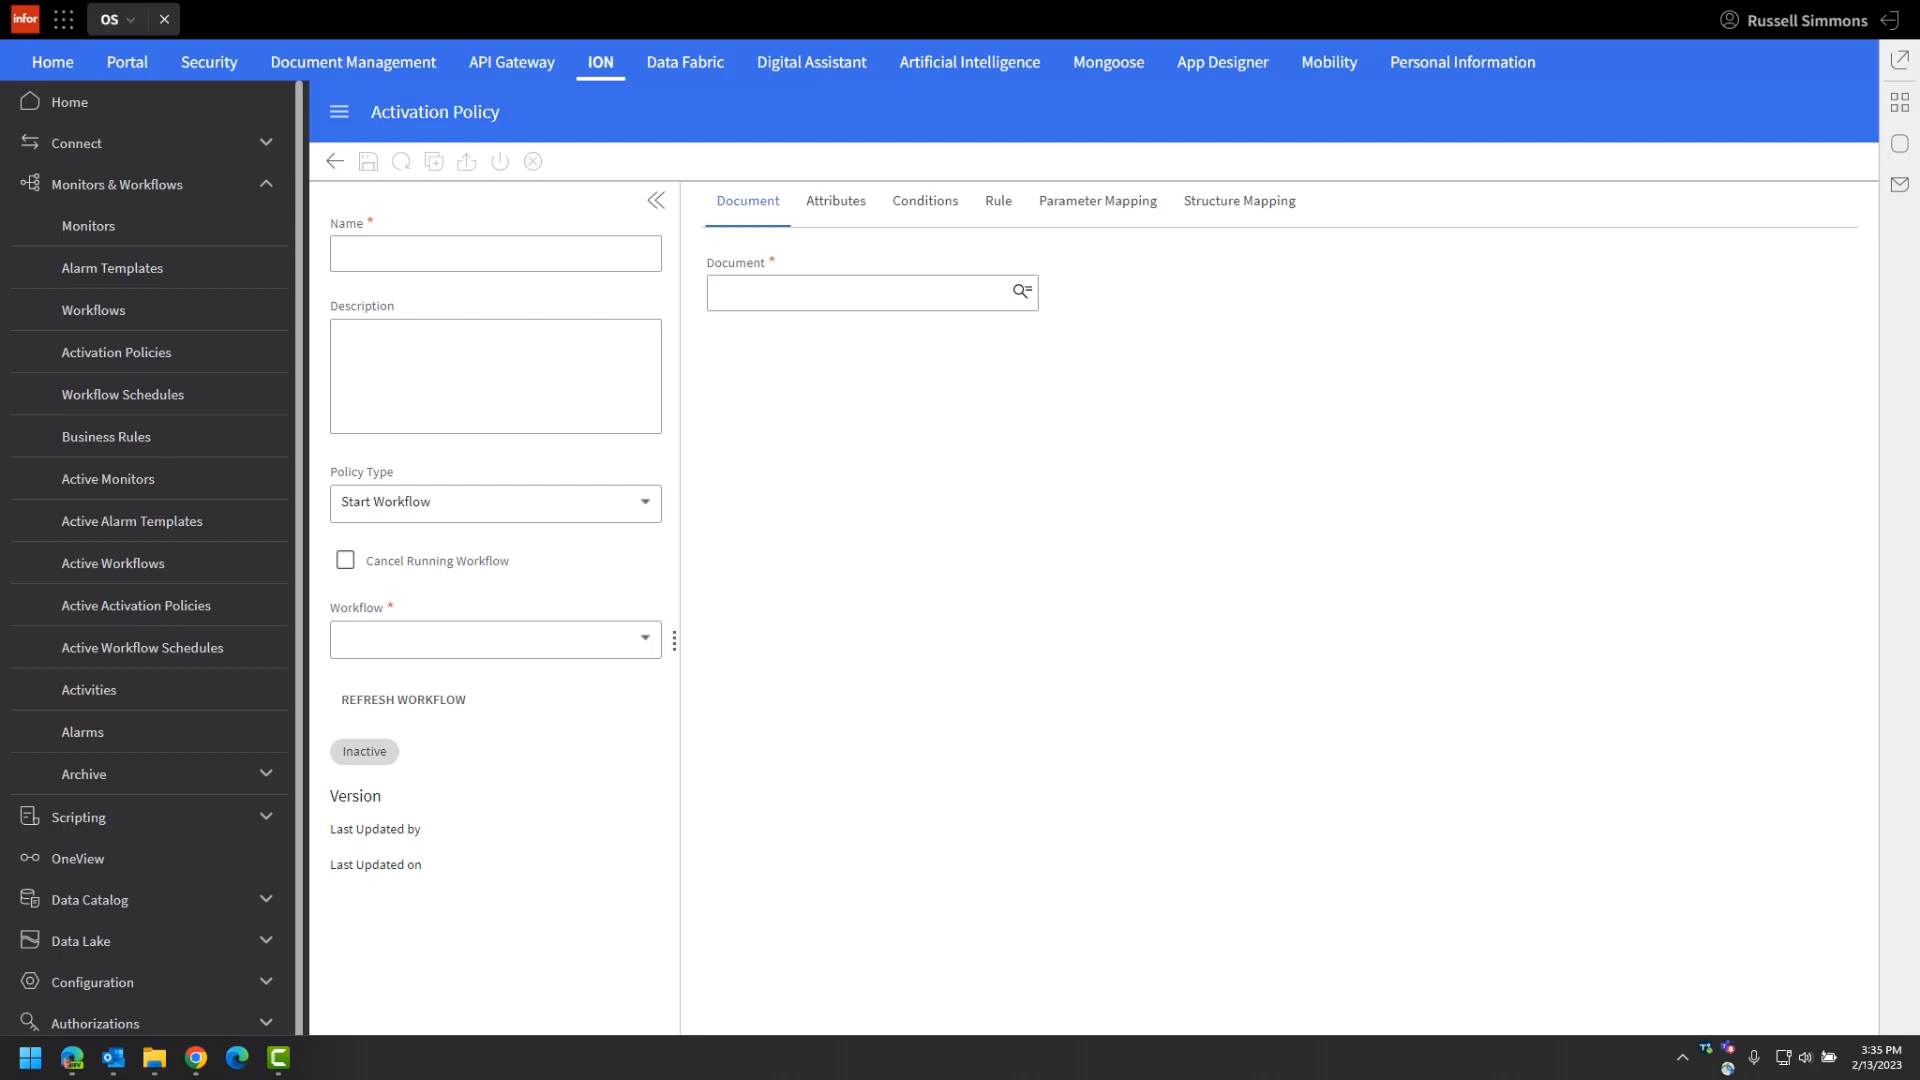 infor
OS
Russell Simmons
Home
Portal
Security
Document Management
API Gateway
ION
Data Fabric
Digital Assistant
Artificial Intelligence
Mongoose
App Designer
Mobility
Personal Information
Home
Connect
Monitors & Workflows
Monitors
Alarm Templates
Workflows
Activation Policies
Workflow Schedules
Business Rules
Active Monitors
Active Alarm Templates
Active Workflows
Active Activation Policies
Active Workflow Schedules
Activities
Alarms
Archive
Scripting
OneView
Data Catalog
Data Lake
Configuration
Authorizations
Activation Policy
Name *
Description
Policy Type
Start Workflow
Cancel Running Workflow
Workflow *
REFRESH WORKFLOW
Inactive
Version
Last Updated by
Last Updated on
Document
Attributes
Conditions
Rule
Parameter Mapping
Structure Mapping
Document *
3:35 PM
2/13/2023